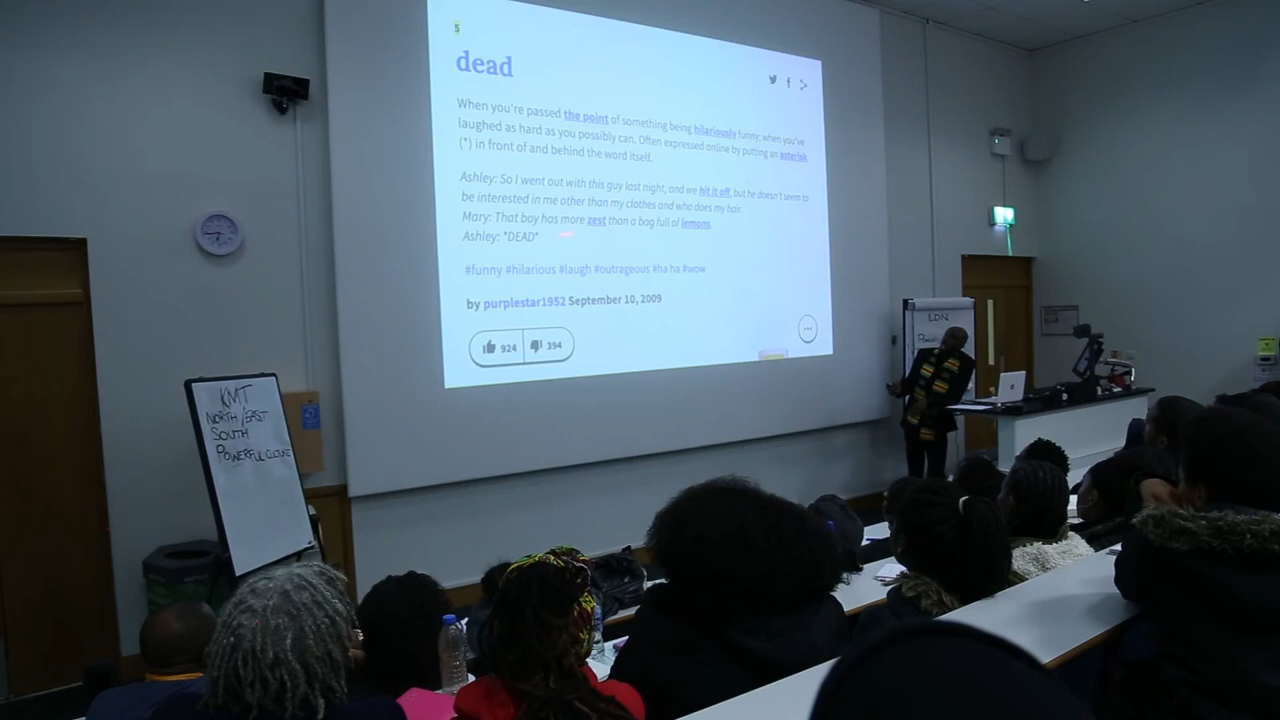 5
dead
When you're passed the point of something being hilariously funny; when you've
laughed as hard as you possibly can. Often expressed online by putting an asterisk
(*) in front of and behind the word itself.
Ashley: So I went out with this guy last night, and we hit it off, but he doesn't seem to
be interested in me other than my clothes and who does my hair.
Mary: That boy has more zest than a bag full of lemons.
Ashley: *DEAD*
#funny #hilarious #laugh #outrageous #ha ha #wow
by purplestar1952 September 10, 2009
924 394
KMT
NORTH/EAST
SOUTH
POWERFUL CLOUT
LDN